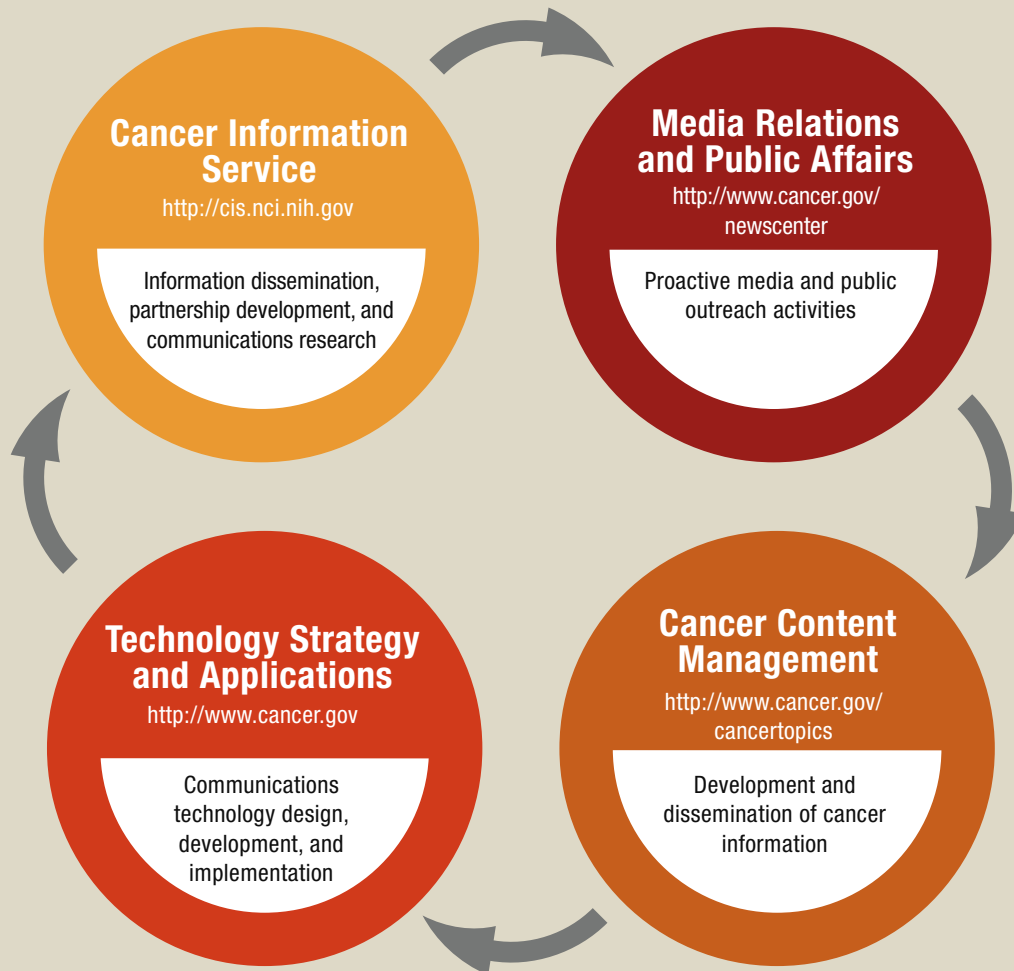 Cancer Information
Service
http://cis.nci.nih.gov
Information dissemination,
partnership development, and
communications research
Media Relations
and Public Affairs
http://www.cancer.gov/
newscenter
Proactive media and public
outreach activities
Technology Strategy
and Applications
http://www.cancer.gov
Communications
technology design,
development, and
implementation
Cancer Content
Management
http://www.cancer.gov/
cancertopics
Development and
dissemination of cancer
information